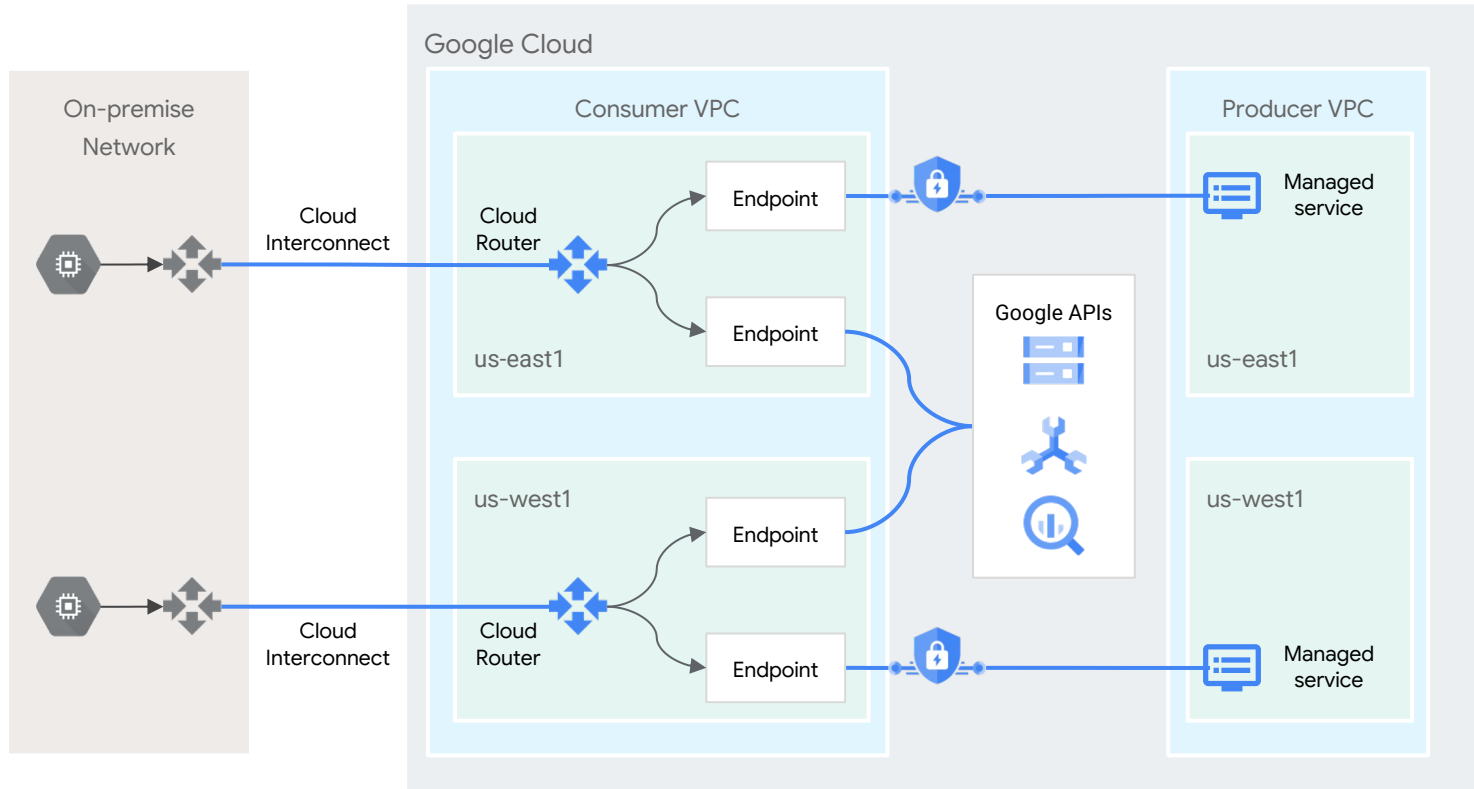 Google Cloud
On-premise
Network
Consumer VPC
Producer VPC
Endpoint
Managed
service
Cloud
Interconnect
Cloud
Router
Endpoint
Google APIs
us-east1
us-east1
us-west1
us-west1
Endpoint
Cloud
Interconnect
Cloud
Router
Endpoint
Managed
service